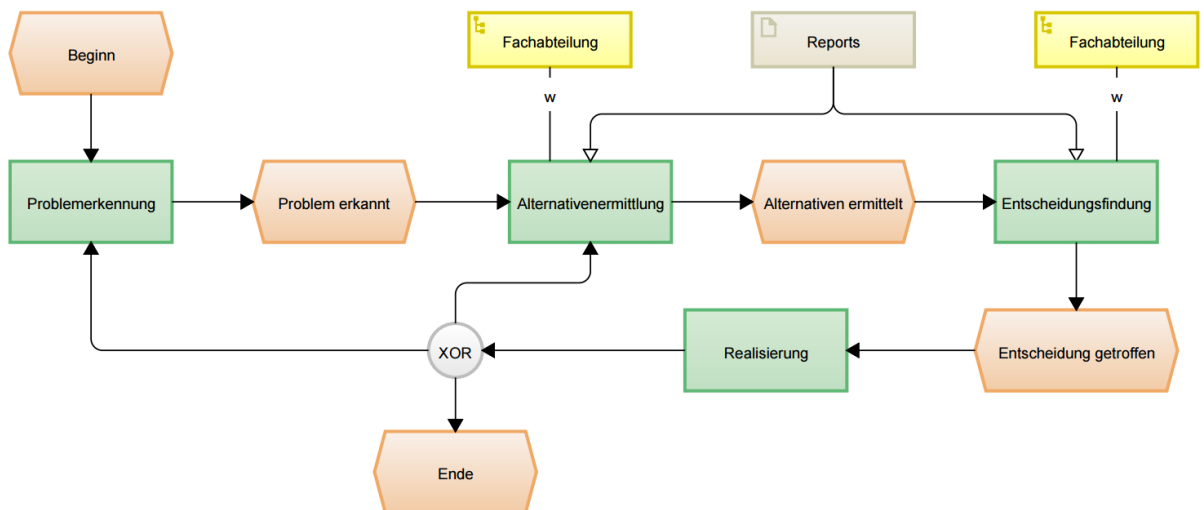 Beginn
Fachabteilung
Reports
Fachabteilung
w
w
Problemerkennung
Problem erkannt
Alternativenermittlung
Alternativen ermittelt
Entscheidungsfindung
XOR
Realisierung
Entscheidung getroffen
Ende